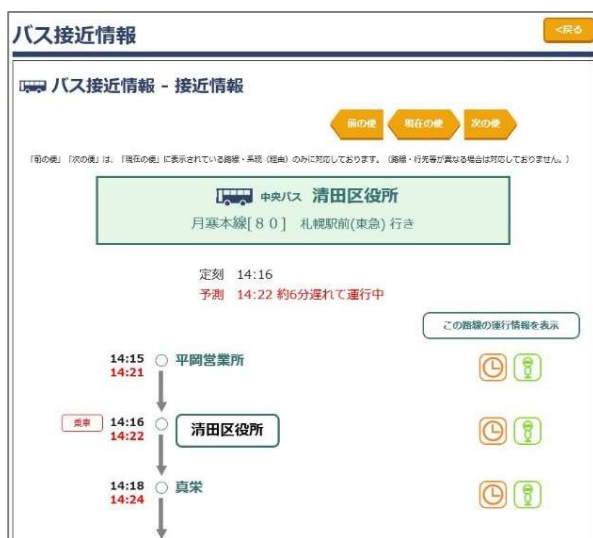 バス接近情報
<戻る
バス接近情報 - 接近情報
前の便 現在の便 次の便
「前の便」「次の便」は、「現在の便」に表示されている路線・系統（経由）のみに対応しております。（路線・行先等が異なる場合は対応しておりません。）
中央バス 清田区役所
月寒本線[８０] 札幌駅前(東急) 行き
定刻 14:16
予測 14:22 約6分遅れて運行中
この路線の運行情報を表示
14:15 平岡営業所
14:21
乗車 14:16 清田区役所
14:22
14:18 真栄
14:24